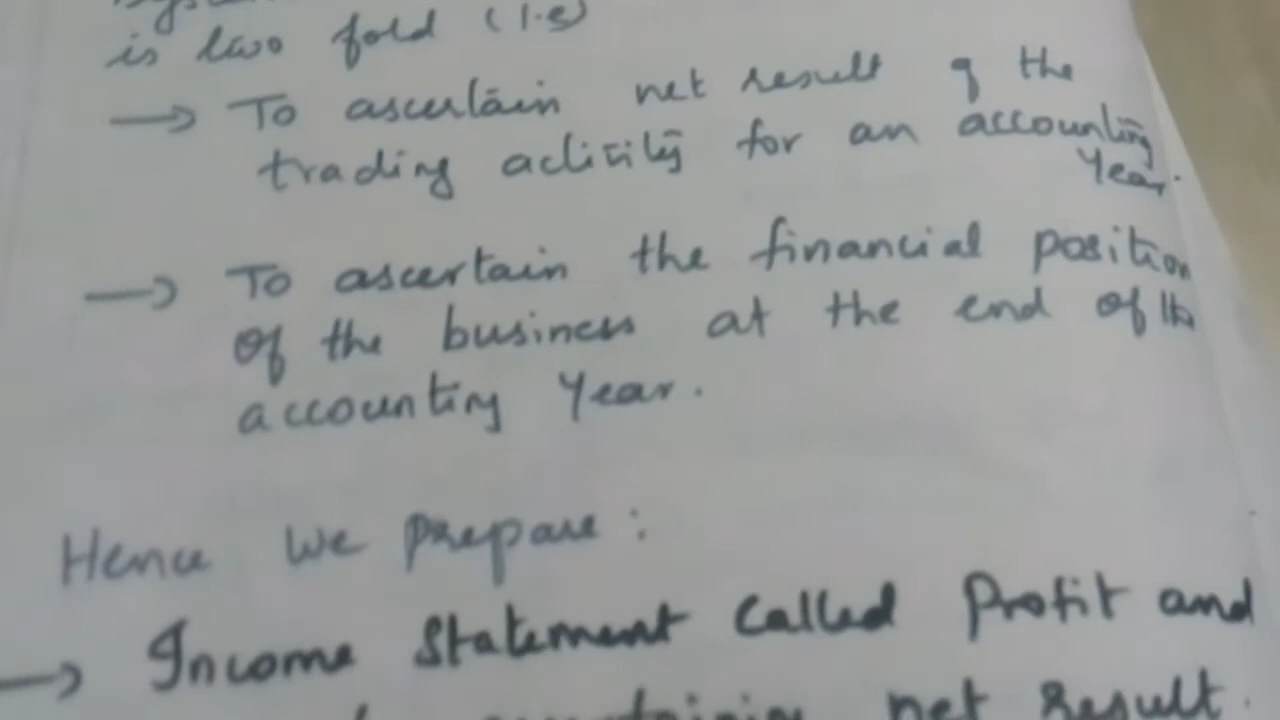 is two fold (i.e)
→ To ascertain net result of the
trading activity for an accounting
Year.
→ To ascertain the financial position
of the business at the end of the
accounting Year.
Hence We prepare :
→ Income Statement called Profit and
net result.